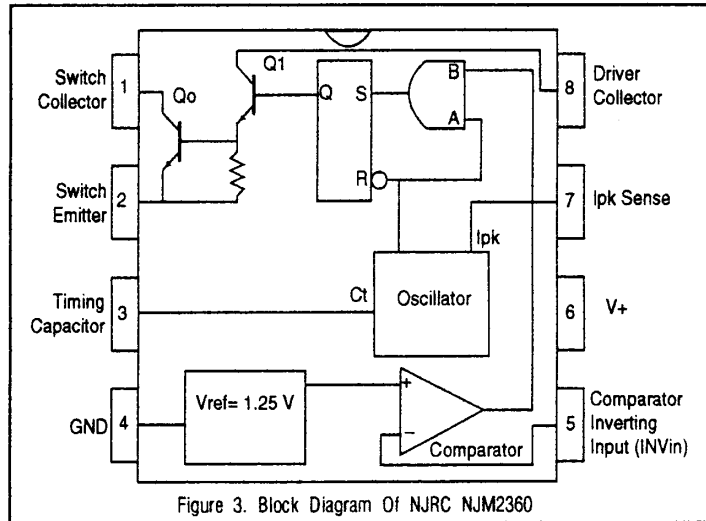 Switch
Collector
1
Qo
Q1
Q
S
R
B
A
8
Driver
Collector
Switch
Emitter
2
7
Ipk Sense
Ipk
Timing
Capacitor
3
Ct
Oscillator
6
V+
GND
4
Vref= 1.25 V
+
−
Comparator
5
Comparator
Inverting
Input (INVin)
Figure 3. Block Diagram Of NJRC NJM2360